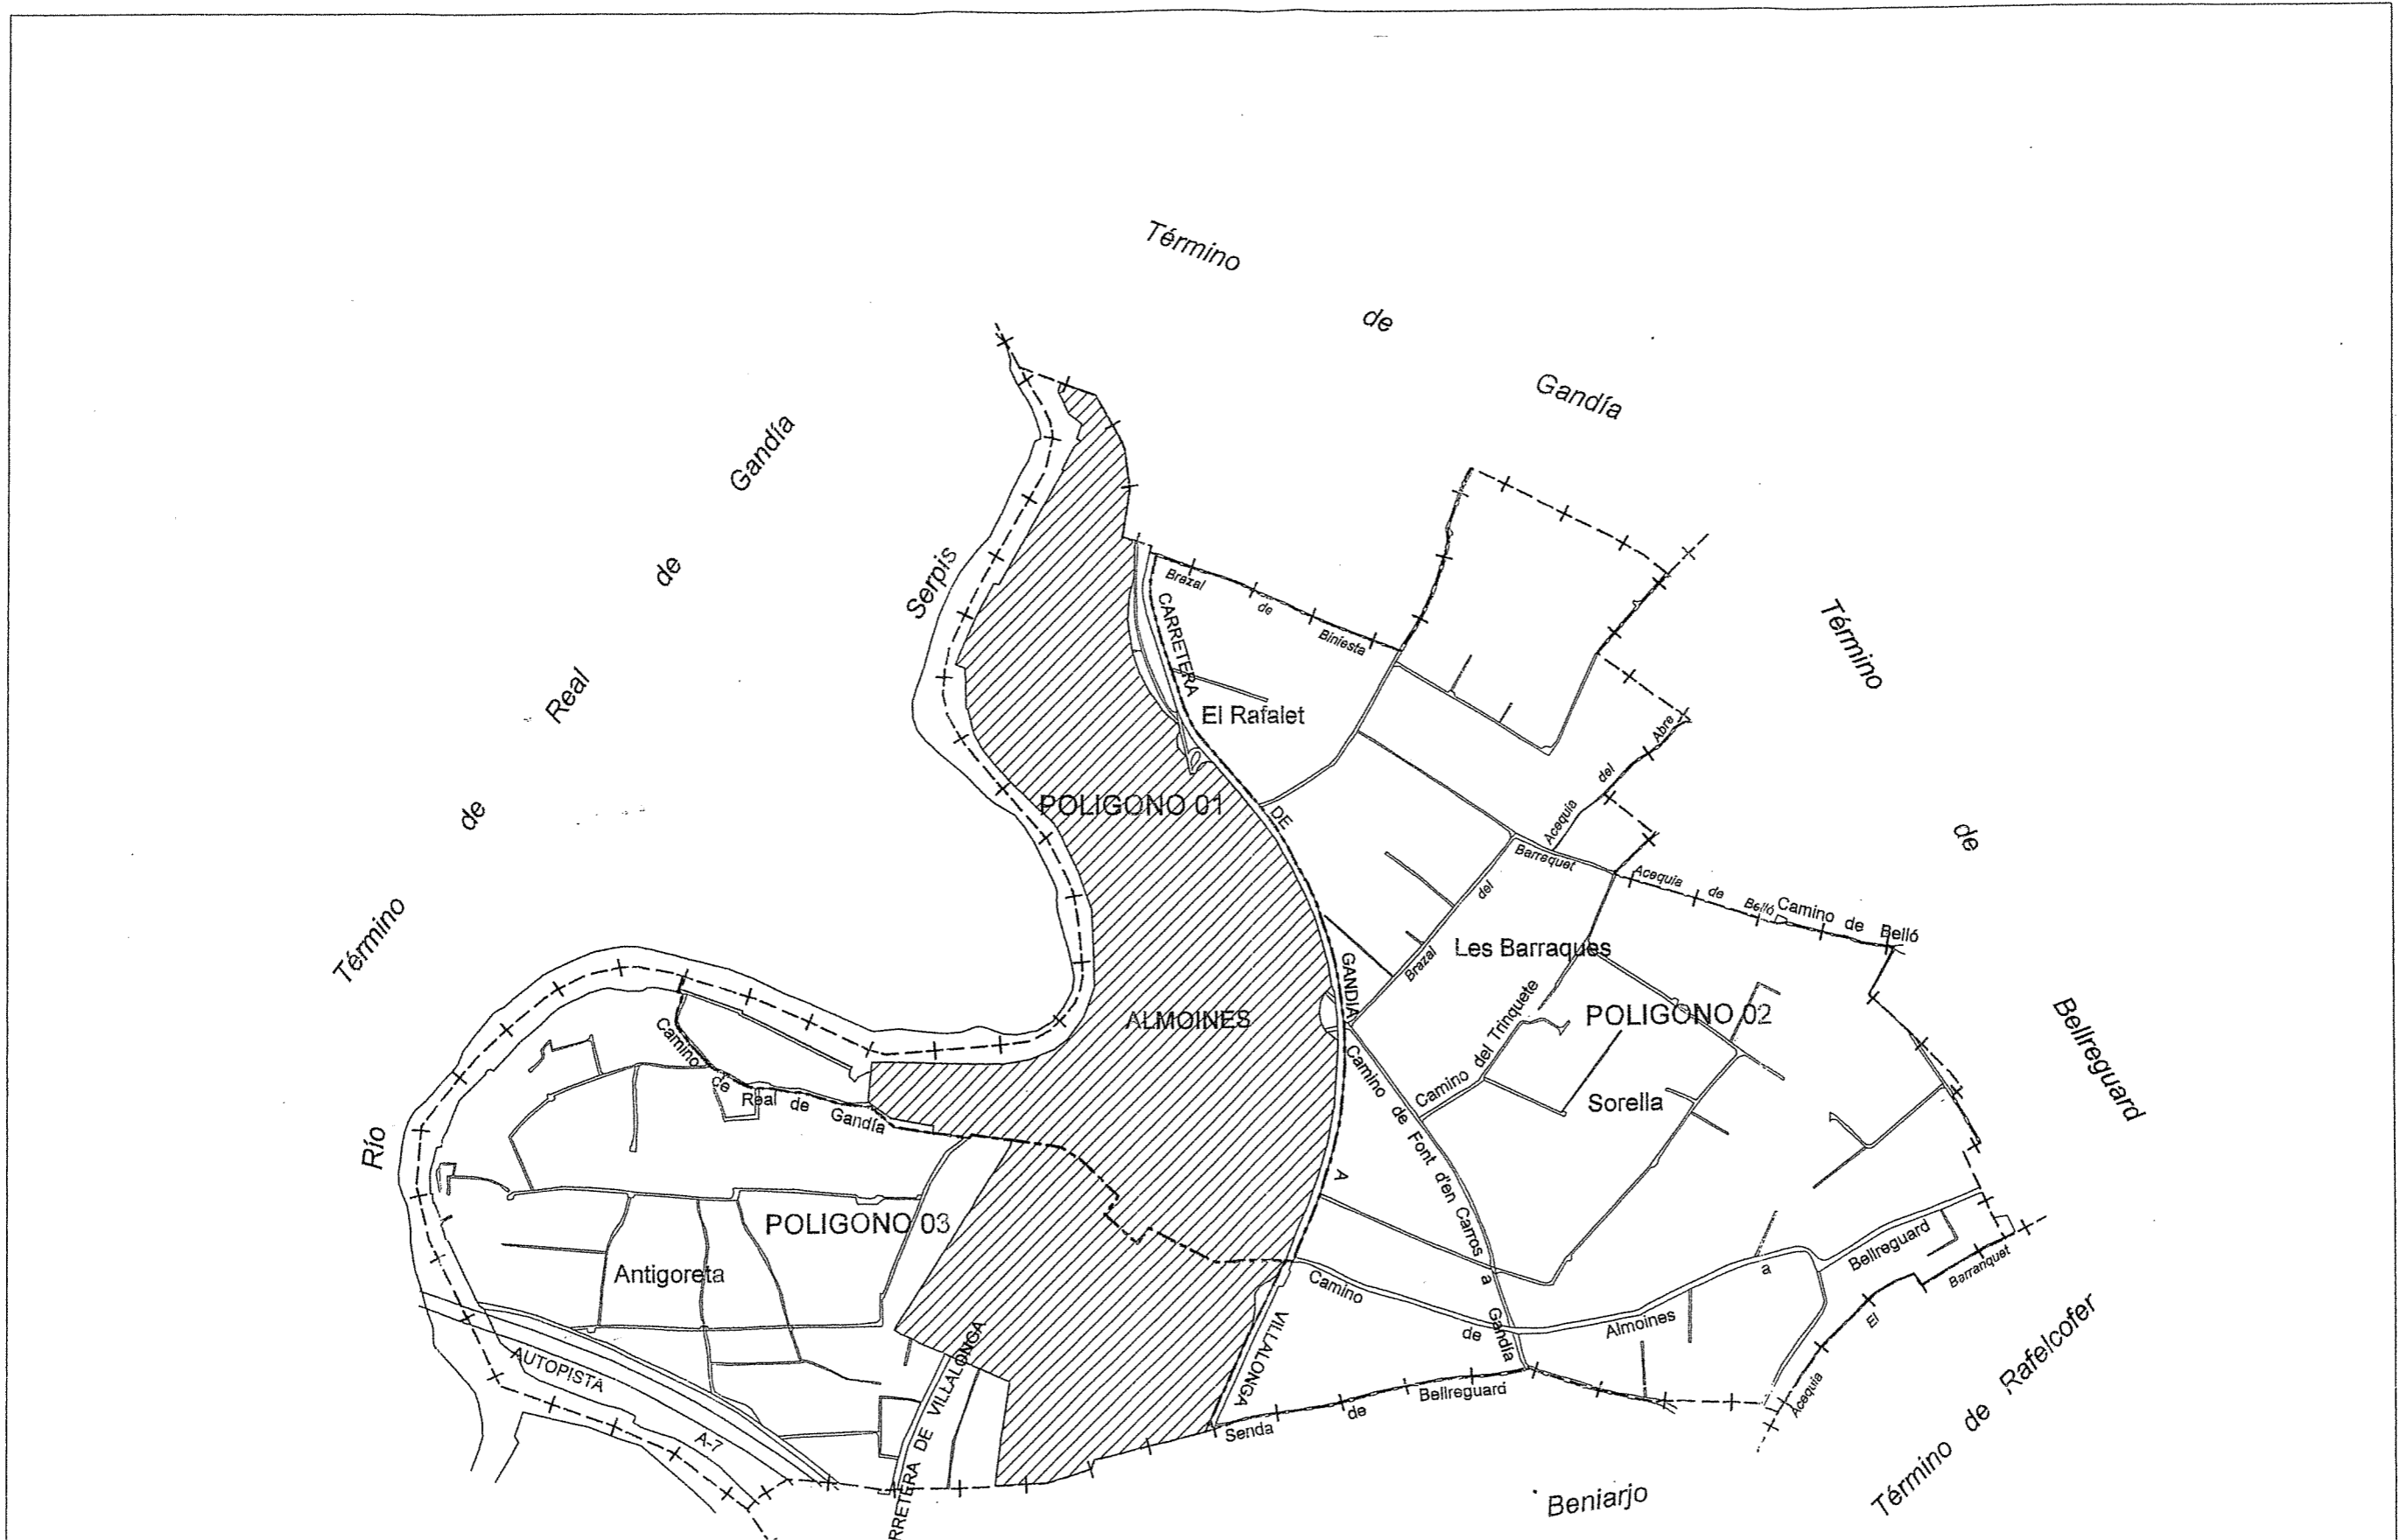 Término de Gandía
Término de Real de Gandía
Río Serpis
Término de Bellreguard
Brazal de Biniesta
CARRETERA DE GANDIA A VILLALONGA
El Rafalet
POLIGONO 01
Acequia del Abre
Brazal del Barraquet
Acequia de Belló
Camino de Belló
Les Barraques
ALMOINES
POLIGONO 02
Camino del Trinquete
Sorella
Camino de Font d'en Carros a Gandía
Camino de Real de Gandía
POLIGONO 03
Antigoreta
Camino de Almoines a Bellreguard
Acequia El Barranquet
AUTOPISTA A-7
RRETERA DE VILLALONGA
Senda de Bellreguard
Beniarjo
Término de Rafelcofer